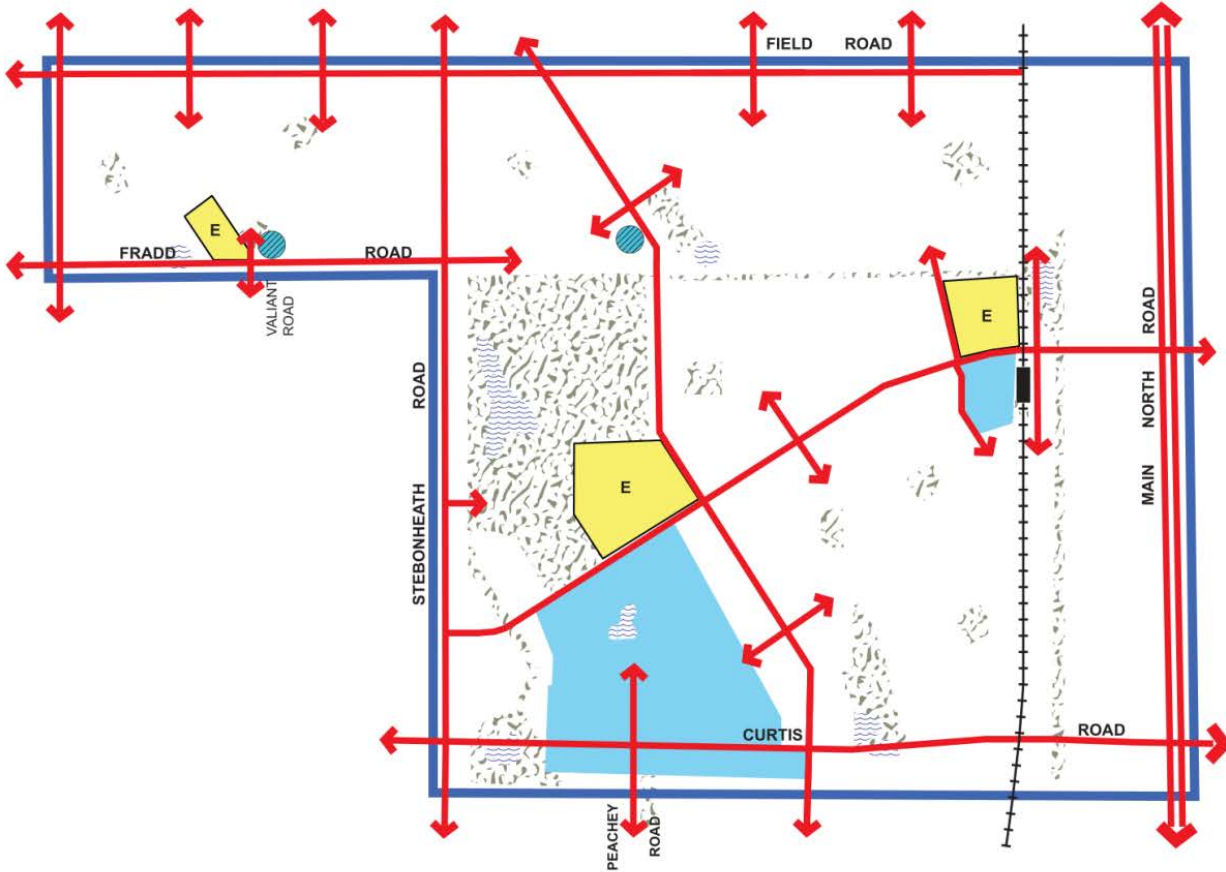 FIELD ROAD
E
FRADD ROAD
VALIANT
ROAD
E
STEBONHEATH ROAD
MAIN NORTH ROAD
E
CURTIS ROAD
PEACHEY
ROAD